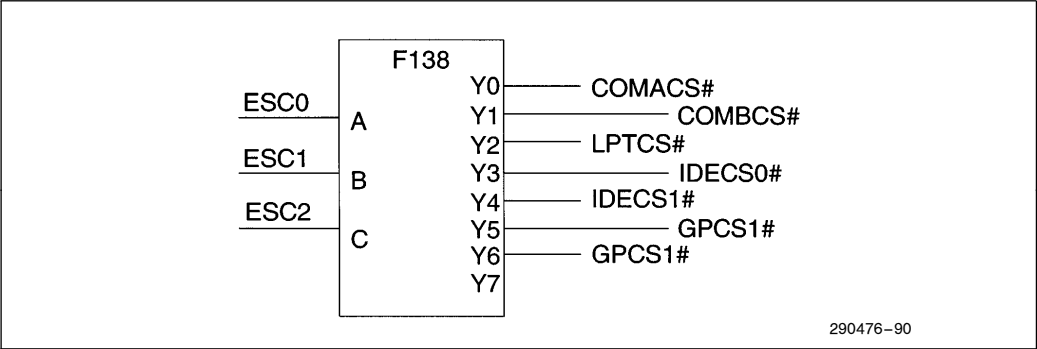 F138
ESC0
A
ESC1
B
ESC2
C
Y0 COMACS#
Y1 COMBCS#
Y2 LPTCS#
Y3 IDECS0#
Y4 IDECS1#
Y5 GPCS1#
Y6 GPCS1#
Y7
290476-90